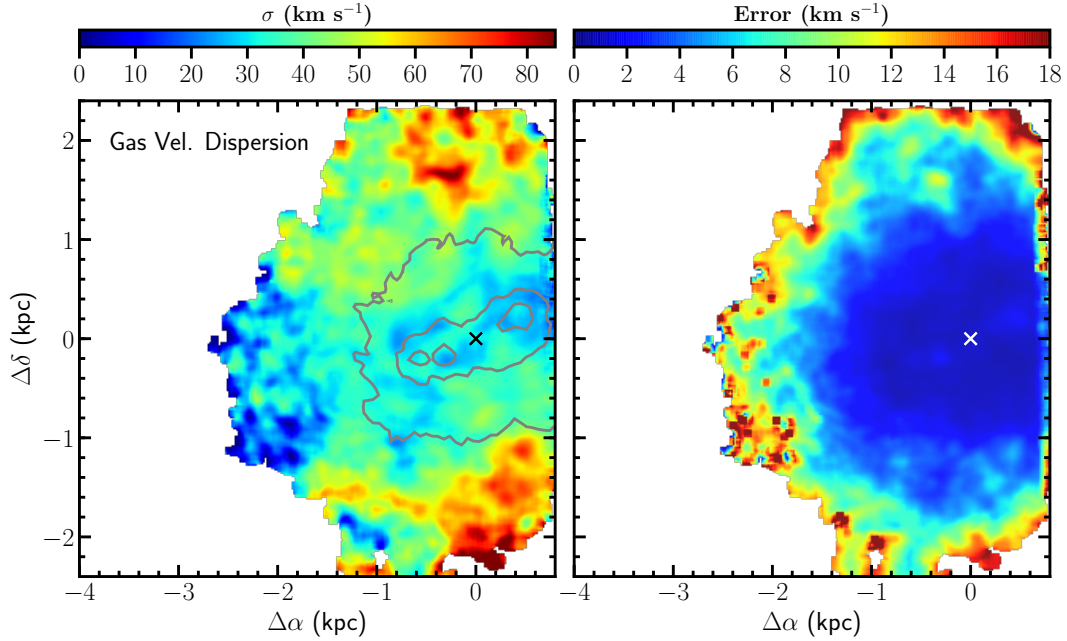 σ (km s⁻¹) Error (km s⁻¹)
0 10 20 30 40 50 60 70 80 0 2 4 6 8 10 12 14 16 18
Gas Vel. Dispersion
2
1
0
−1
−2
Δδ (kpc)
−4 −3 −2 −1 0 −4 −3 −2 −1 0
Δα (kpc) Δα (kpc)